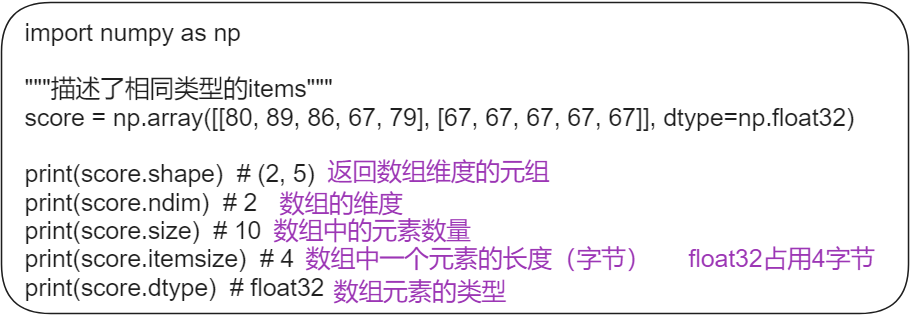 import numpy as np
"""描述了相同类型的items"""
score = np.array([[80, 89, 86, 67, 79], [67, 67, 67, 67, 67]], dtype=np.float32)
print(score.shape)  # (2, 5)  返回数组维度的元组
print(score.ndim)  # 2  数组的维度
print(score.size)  # 10  数组中的元素数量
print(score.itemsize)  # 4  数组中一个元素的长度（字节）  float32占用4字节
print(score.dtype)  # float32  数组元素的类型